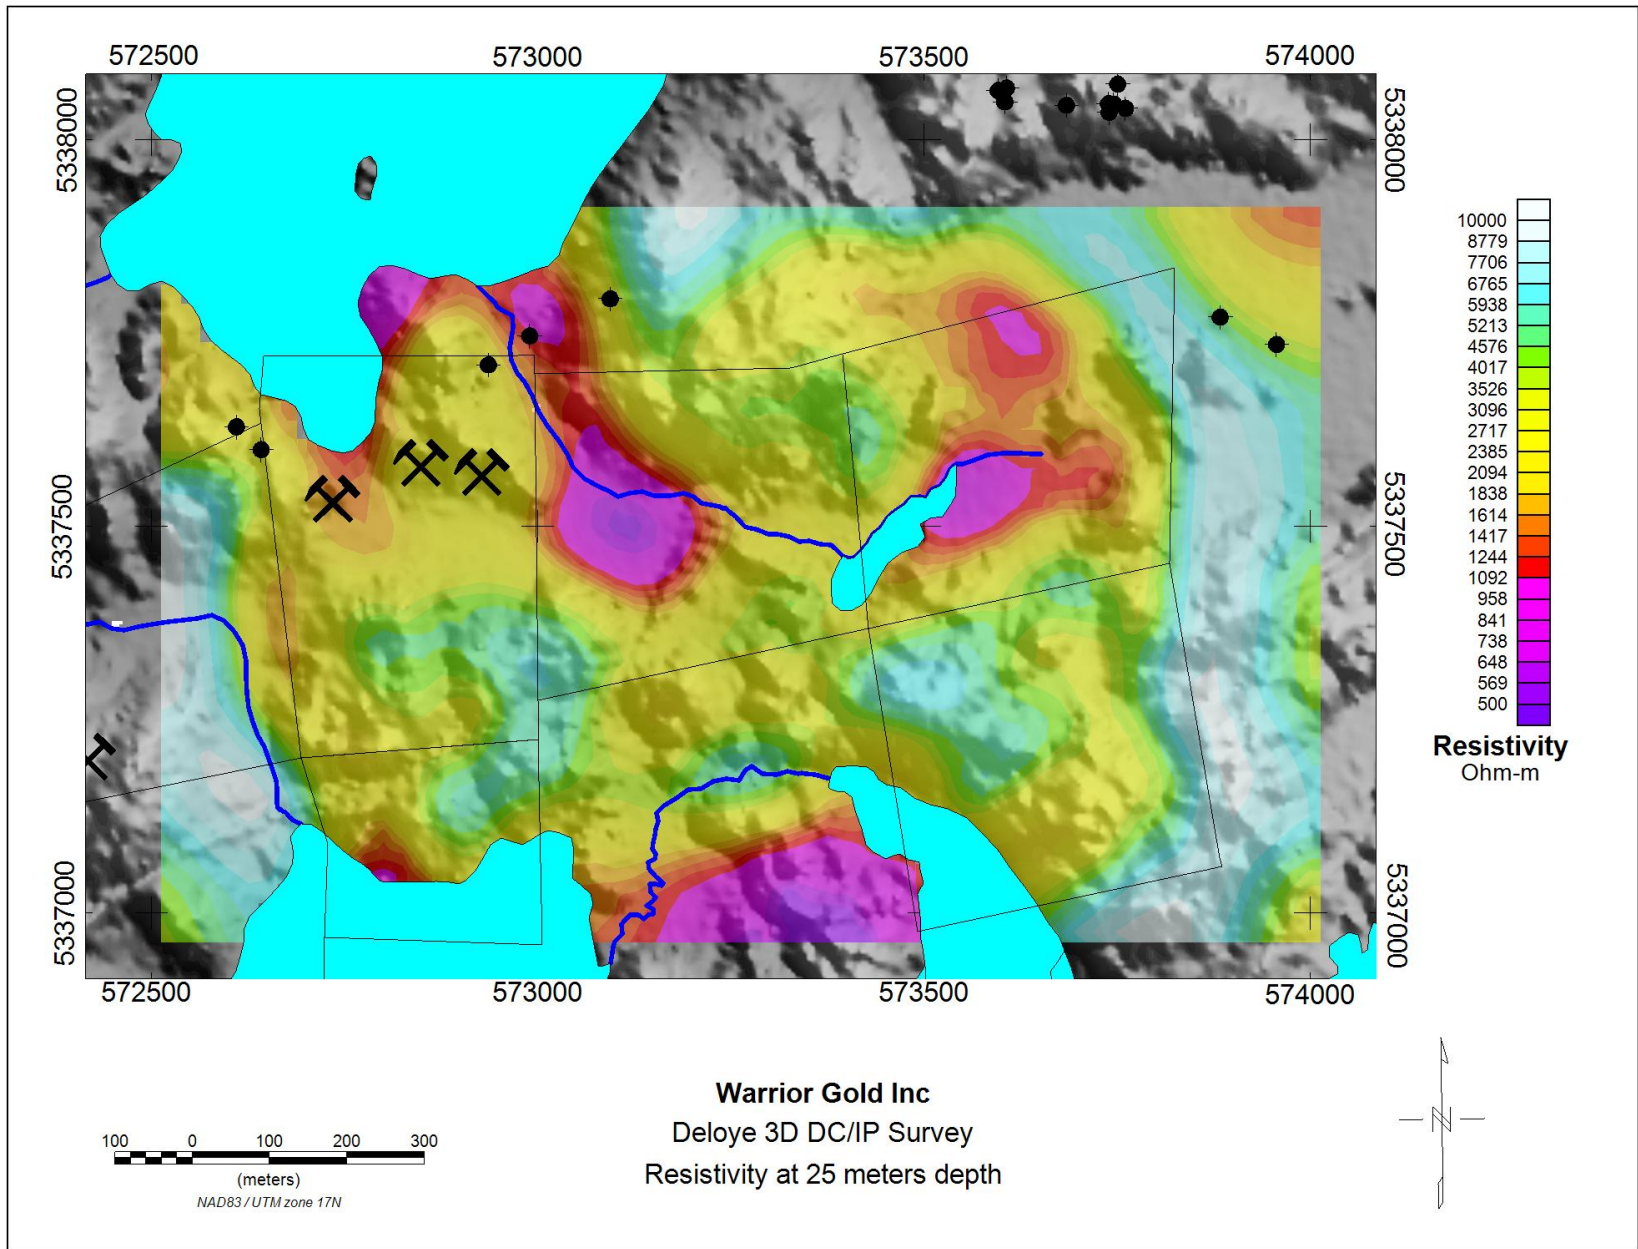 572500 573000 573500 574000
5338000 5338000
5337500 5337500
5337000 5337000
572500 573000 573500 574000
10000
8779
7706
6765
5938
5213
4576
4017
3526
3096
2717
2385
2094
1838
1614
1417
1244
1092
958
841
738
648
569
500
Resistivity
Ohm-m
Warrior Gold Inc
Deloye 3D DC/IP Survey
Resistivity at 25 meters depth
100 0 100 200 300
(meters)
NAD83 / UTM zone 17N
N